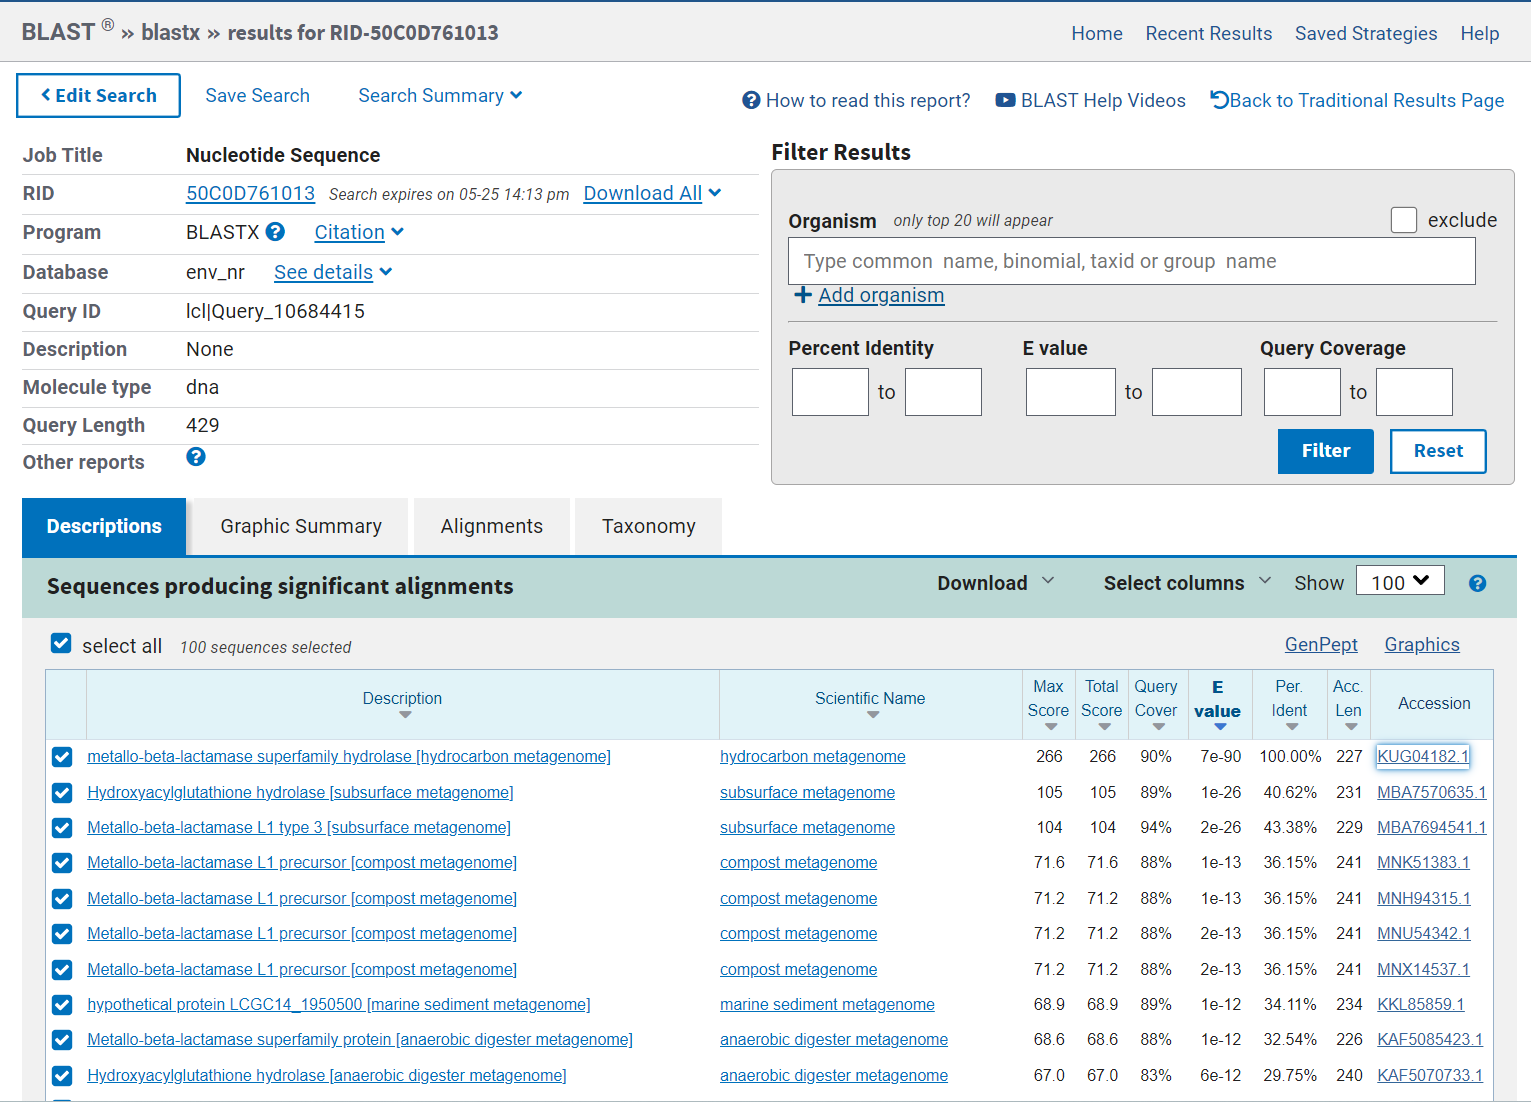 BLAST ® » blastx » results for RID-50C0D761013
Home Recent Results Saved Strategies Help
Edit Search Save Search Search Summary
How to read this report? BLAST Help Videos Back to Traditional Results Page
Job Title Nucleotide Sequence
RID 50C0D761013 Search expires on 05-25 14:13 pm Download All
Program BLASTX Citation
Database env_nr See details
Query ID lcl|Query_10684415
Description None
Molecule type dna
Query Length 429
Other reports
Filter Results
Organism only top 20 will appear exclude
Type common name, binomial, taxid or group name
Add organism
Percent Identity E value Query Coverage
to to to
Filter Reset
Descriptions Graphic Summary Alignments Taxonomy
Sequences producing significant alignments Download Select columns Show 100
select all 100 sequences selected GenPept Graphics
Description Scientific Name Max Score Total Score Query Cover E value Per. Ident Acc. Len Accession
metallo-beta-lactamase superfamily hydrolase [hydrocarbon metagenome] hydrocarbon metagenome 266 266 90% 7e-90 100.00% 227 KUG04182.1
Hydroxyacylglutathione hydrolase [subsurface metagenome] subsurface metagenome 105 105 89% 1e-26 40.62% 231 MBA7570635.1
Metallo-beta-lactamase L1 type 3 [subsurface metagenome] subsurface metagenome 104 104 94% 2e-26 43.38% 229 MBA7694541.1
Metallo-beta-lactamase L1 precursor [compost metagenome] compost metagenome 71.6 71.6 88% 1e-13 36.15% 241 MNK51383.1
Metallo-beta-lactamase L1 precursor [compost metagenome] compost metagenome 71.2 71.2 88% 1e-13 36.15% 241 MNH94315.1
Metallo-beta-lactamase L1 precursor [compost metagenome] compost metagenome 71.2 71.2 88% 2e-13 36.15% 241 MNU54342.1
Metallo-beta-lactamase L1 precursor [compost metagenome] compost metagenome 71.2 71.2 88% 2e-13 36.15% 241 MNX14537.1
hypothetical protein LCGC14_1950500 [marine sediment metagenome] marine sediment metagenome 68.9 68.9 89% 1e-12 34.11% 234 KKL85859.1
Metallo-beta-lactamase superfamily protein [anaerobic digester metagenome] anaerobic digester metagenome 68.6 68.6 88% 1e-12 32.54% 226 KAF5085423.1
Hydroxyacylglutathione hydrolase [anaerobic digester metagenome] anaerobic digester metagenome 67.0 67.0 83% 6e-12 29.75% 240 KAF5070733.1